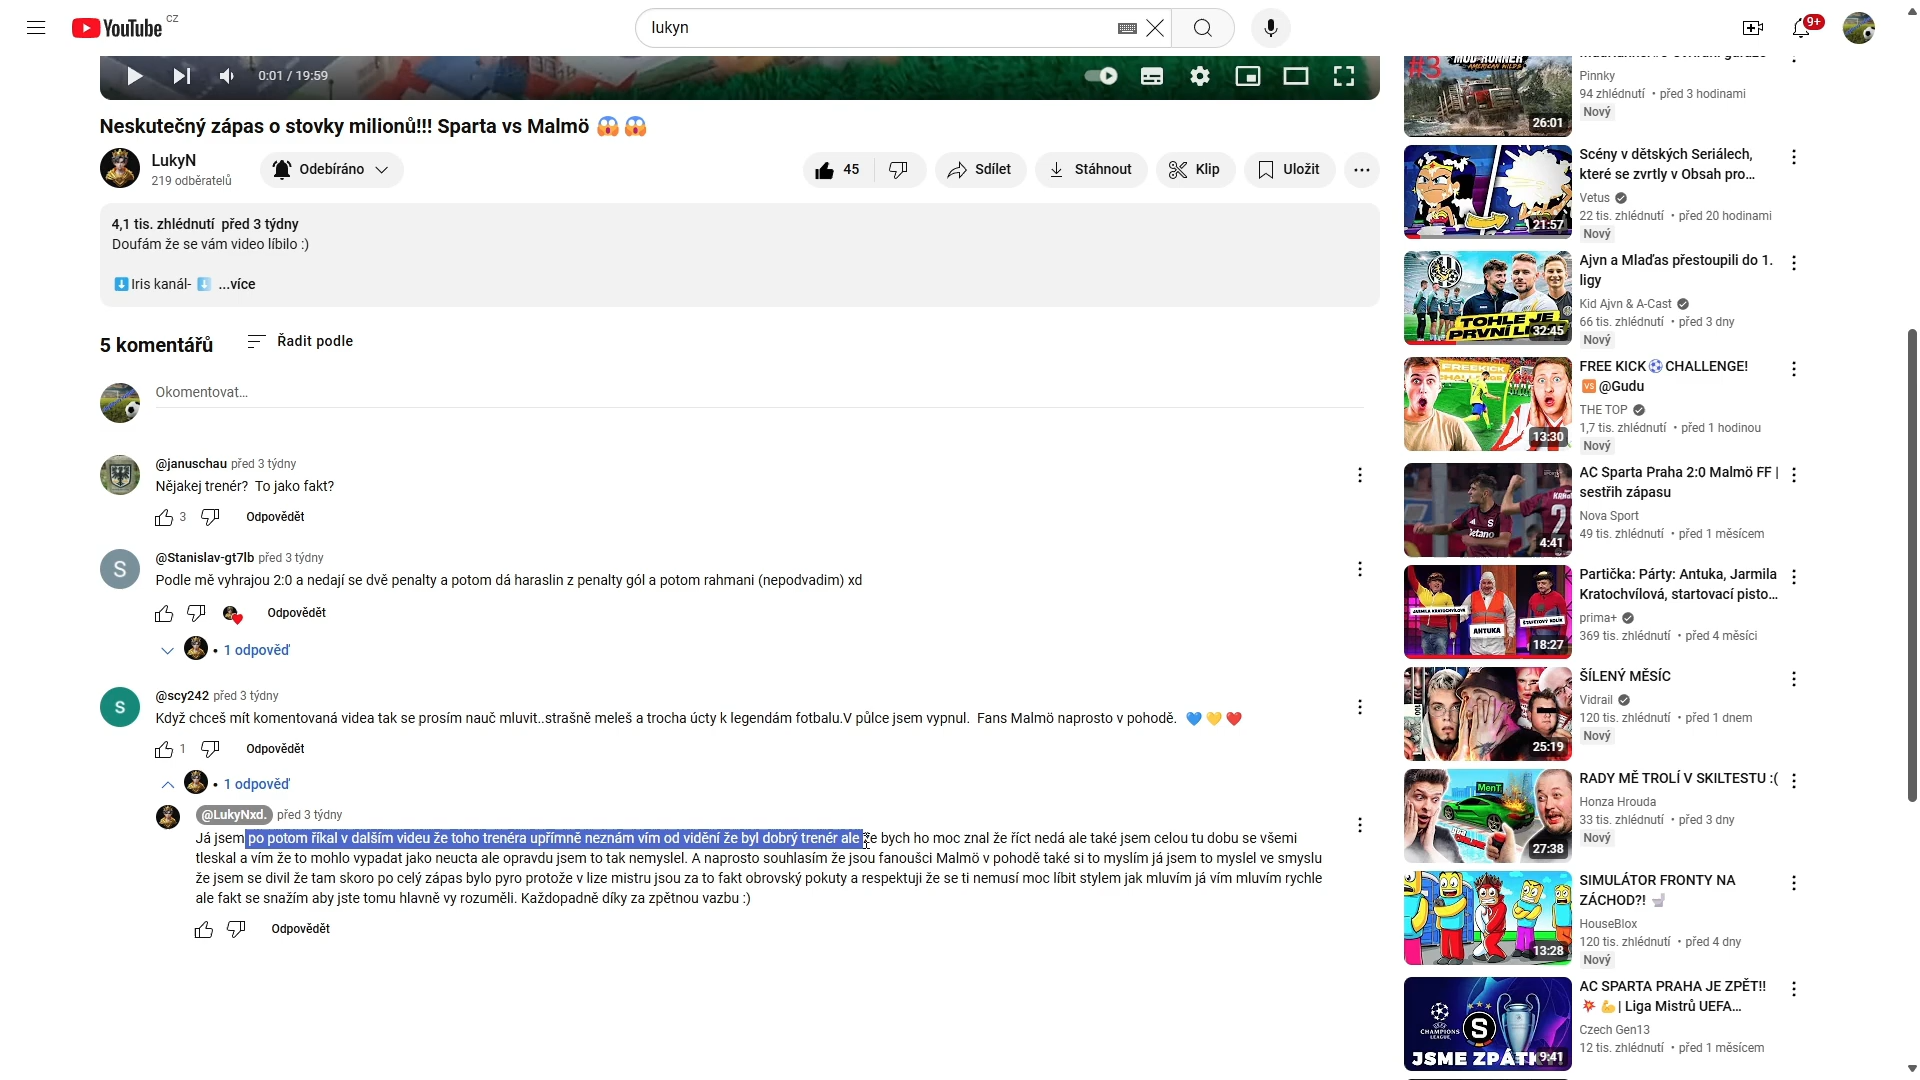 YouTube CZ
lukyn
9+
0:01 / 19:59
Neskutečný zápas o stovky milionů!!! Sparta vs Malmö 😱 😱
LukyN
219 odběratelů
Odebíráno
45
Sdílet
Stáhnout
Klip
Uložit
4,1 tis. zhlédnutí  před 3 týdny
Doufám že se vám video líbilo :)
⬇️Iris kanál- ⬇️ ...více
5 komentářů
Řadit podle
Okomentovat…
@januschau před 3 týdny
Nějakej trenér?  To jako fakt?
3
Odpovědět
@Stanislav-gt7lb před 3 týdny
Podle mě vyhrajou 2:0 a nedají se dvě penalty a potom dá haraslin z penalty gól a potom rahmani (nepodvadim) xd
Odpovědět
• 1 odpověď
@scy242 před 3 týdny
Když chceš mít komentovaná videa tak se prosím nauč mluvit..strašně meleš a trocha úcty k legendám fotbalu.V půlce jsem vypnul.  Fans Malmö naprosto v pohodě. 💙 💛 ❤️
1
Odpovědět
• 1 odpověď
@LukyNxd. před 3 týdny
Já jsem po potom říkal v dalším videu že toho trenéra upřímně neznám vím od vidění že byl dobrý trenér ale že bych ho moc znal že říct nedá ale také jsem celou tu dobu se všemi
tleskal a vím že to mohlo vypadat jako neucta ale opravdu jsem to tak nemyslel. A naprosto souhlasím že jsou fanoušci Malmö v pohodě také si to myslím já jsem to myslel ve smyslu
že jsem se divil že tam skoro po celý zápas bylo pyro protože v lize mistru jsou za to fakt obrovský pokuty a respektuji že se ti nemusí moc líbit stylem jak mluvím já vím mluvím rychle
ale fakt se snažím aby jste tomu hlavně vy rozuměli. Každopádně díky za zpětnou vazbu :)
Odpovědět
#3
AMERICAN WILDS
26:01
Pinnky
94 zhlédnutí • před 3 hodinami
Nový
21:57
Scény v dětských Seriálech,
které se zvrtly v Obsah pro…
Vetus
22 tis. zhlédnutí • před 20 hodinami
Nový
TOHLE JE
32:45
Ajvn a Mlaďas přestoupili do 1.
ligy
Kid Ajvn & A-Cast
66 tis. zhlédnutí • před 3 dny
Nový
13:30
FREE KICK⚽CHALLENGE!
🆚@Gudu
THE TOP
1,7 tis. zhlédnutí • před 1 hodinou
Nový
4:41
AC Sparta Praha 2:0 Malmö FF |
sestřih zápasu
Nova Sport
49 tis. zhlédnutí • před 1 měsícem
JARMILA KRATOCHVÍLOVÁ
ANTUKA
18:27
Partička: Párty: Antuka, Jarmila
Kratochvílová, startovací pisto…
prima+
369 tis. zhlédnutí • před 4 měsíci
25:19
ŠÍLENÝ MĚSÍC
Vidrail
120 tis. zhlédnutí • před 1 dnem
Nový
MenT.
27:38
RADY MĚ TROLÍ V SKILTESTU :(
Honza Hrouda
33 tis. zhlédnutí • před 3 dny
Nový
13:28
SIMULÁTOR FRONTY NA
ZÁCHOD?! 🚽
HouseBlox
120 tis. zhlédnutí • před 4 dny
Nový
CHAMPIONS
LEAGUE
S
JSME ZPÁTKY
9:41
AC SPARTA PRAHA JE ZPĚT!!
💥 💪 | Liga Mistrů UEFA…
Czech Gen13
12 tis. zhlédnutí • před 1 měsícem